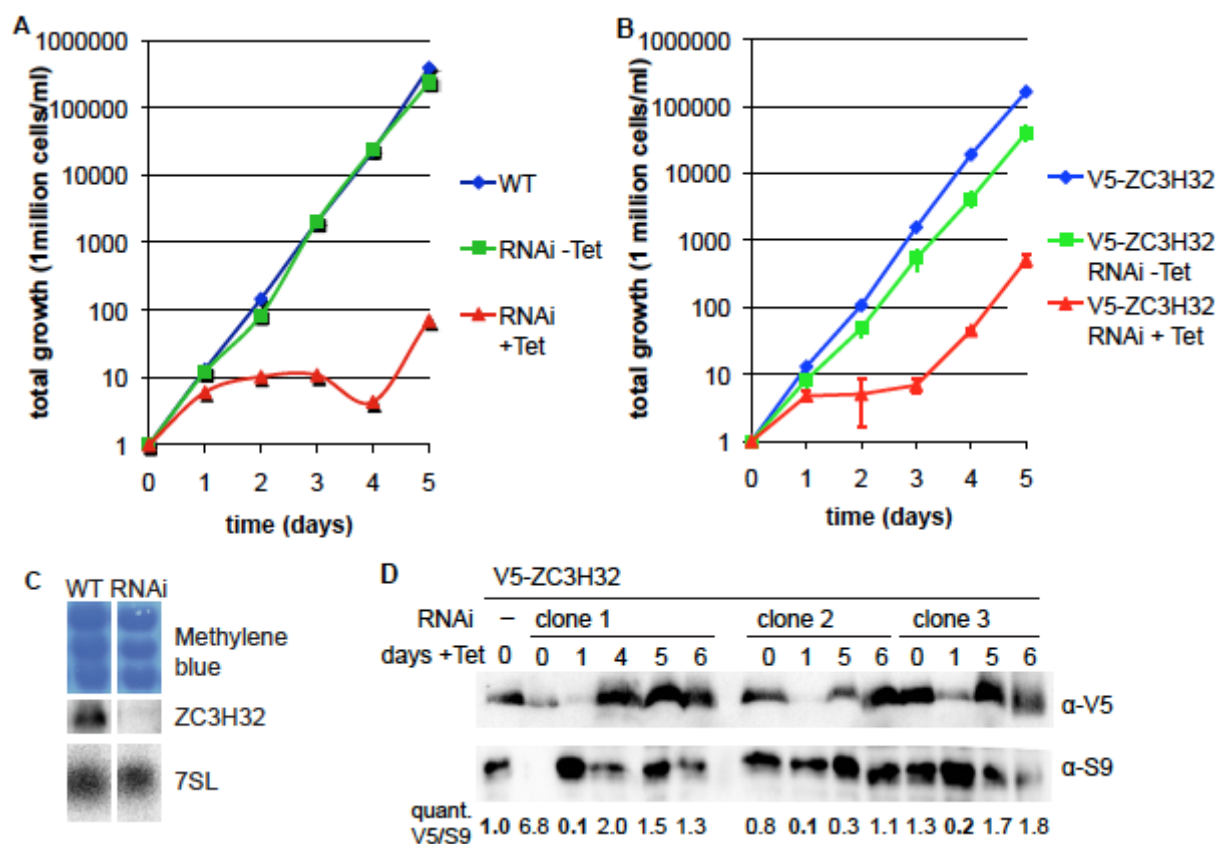 A
1000000
100000
10000
1000
100
10
1
0 1 2 3 4 5
time (days)
total growth (1million cells/ml)
WT
RNAi -Tet
RNAi
+Tet
B
1000000
100000
10000
1000
100
10
1
0 1 2 3 4 5
time (days)
total growth (1 million cells/ml)
V5-ZC3H32
V5-ZC3H32
RNAi -Tet
V5-ZC3H32
RNAi + Tet
C
WT RNAi
Methylene
blue
ZC3H32
7SL
D
V5-ZC3H32
RNAi – clone 1 clone 2 clone 3
days +Tet 0 0 1 4 5 6 0 1 5 6 0 1 5 6
α-V5
α-S9
quant.
V5/S9 1.0 6.8 0.1 2.0 1.5 1.3 0.8 0.1 0.3 1.1 1.3 0.2 1.7 1.8